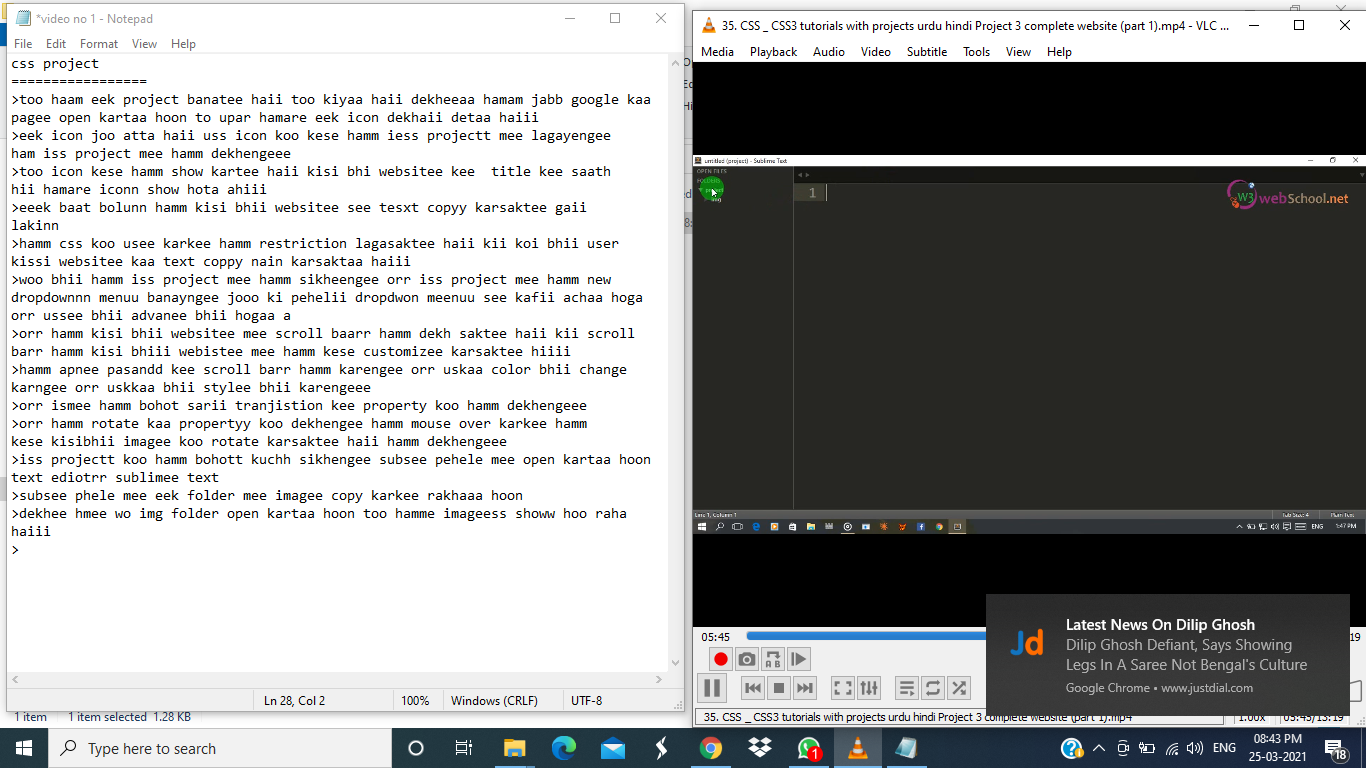 *video no 1 - Notepad
File Edit Format View Help
css project
=================
>too haam eek project banatee haii too kiyaa haii dekheeaa hamam jabb google kaa
pagee open kartaa hoon to upar hamare eek icon dekhaii detaa haiii
>eek icon joo atta haii uss icon koo kese hamm iess projectt mee lagayengee
ham iss project mee hamm dekhengeee
>too icon kese hamm show kartee haii kisi bhi websitee kee  title kee saath
hii hamare iconn show hota ahiii
>eeek baat bolunn hamm kisi bhii websitee see tesxt copyy karsaktee gaii
lakinn
>hamm css koo usee karkee hamm restriction lagasaktee haii kii koi bhii user
kissi websitee kaa text coppy nain karsaktaa haiii
>woo bhii hamm iss project mee hamm sikheengee orr iss project mee hamm new
dropdownnn menuu banayngee jooo ki pehelii dropdwon meenuu see kafii achaa hoga
orr ussee bhii advanee bhii hogaa a
>orr hamm kisi bhii websitee mee scroll baarr hamm dekh saktee haii kii scroll
barr hamm kisi bhiii webistee mee hamm kese customizee karsaktee hiiii
>hamm apnee pasandd kee scroll barr hamm karengee orr uskaa color bhii change
karngee orr uskkaa bhii stylee bhii karengeee
>orr ismee hamm bohot sarii tranjistion kee property koo hamm dekhengeee
>orr hamm rotate kaa propertyy koo dekhengee hamm mouse over karkee hamm
kese kisibhii imagee koo rotate karsaktee haii hamm dekhengeee
>iss projectt koo hamm bohott kuchh sikhengee subsee pehele mee open kartaa hoon
text ediotrr sublimee text
>subsee phele mee eek folder mee imagee copy karkee rakhaaa hoon
>dekhee hmee wo img folder open kartaa hoon too hamme imageess showw hoo raha
haiii
>
Ln 28, Col 2 100% Windows (CRLF) UTF-8
1 item 1 item selected 1.28 KB
35. CSS _ CSS3 tutorials with projects urdu hindi Project 3 complete website (part 1).mp4 - VLC ...
Media Playback Audio Video Subtitle Tools View Help
untitled (project) - Sublime Text
OPEN FILES
FOLDERS
img
1
W3 webSchool.net
Line 1, Column 1 Tab Size: 4 Plain Text
ENG 1:47 PM
05:45
Latest News On Dilip Ghosh
Dilip Ghosh Defiant, Says Showing
Legs In A Saree Not Bengal's Culture
Google Chrome • www.justdial.com
Jd
A B
35. CSS _ CSS3 tutorials with projects urdu hindi Project 3 complete website (part 1).mp4 1.00x 05:45/13:19
Type here to search
1
ENG
08:43 PM
25-03-2021
18